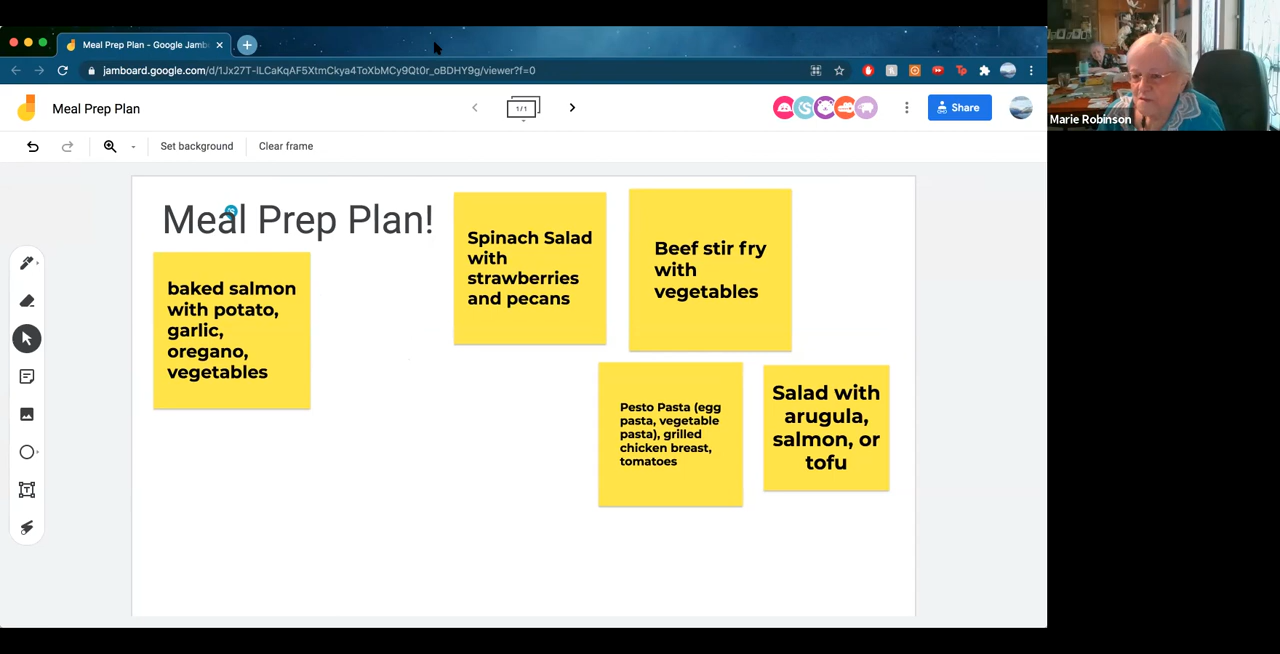 Meal Prep Plan - Google Jamb
jamboard.google.com/d/1Jx27T-lLCaKqAF5XtmCkya4ToXbMCy9Qt0r_oBDHY9g/viewer?f=0
Meal Prep Plan
1/1
Share
Marie Robinson
Set background
Clear frame
Meal Prep Plan!
baked salmon
with potato,
garlic,
oregano,
vegetables
Spinach Salad
with
strawberries
and pecans
Beef stir fry
with
vegetables
Pesto Pasta (egg
pasta, vegetable
pasta), grilled
chicken breast,
tomatoes
Salad with
arugula,
salmon, or
tofu